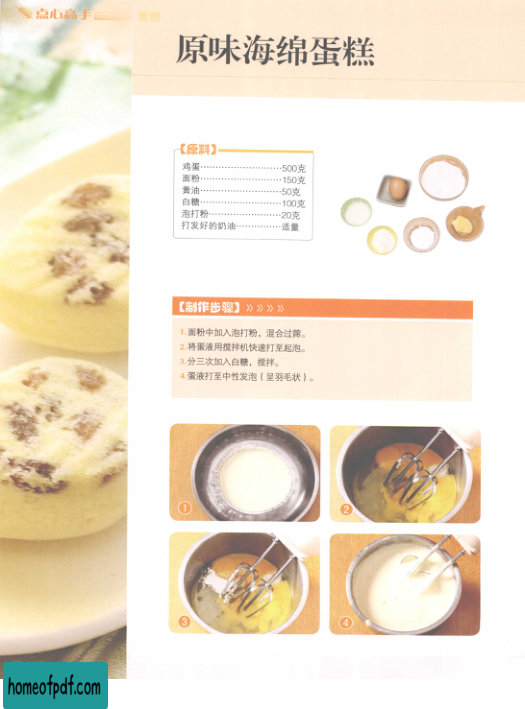 点心高手
蛋糕
原味海绵蛋糕
【原料】
鸡蛋…………………………500克
面粉…………………………150克
黄油…………………………50克
白糖…………………………100克
泡打粉………………………20克
打发好的奶油………………适量
【制作步骤】 》》》》
1.面粉中加入泡打粉，混合过筛。
2.将蛋液用搅拌机快速打至起泡。
3.分三次加入白糖，搅拌。
4.蛋液打至中性发泡（呈羽毛状）。
1
2
3
4
homeofpdf.com